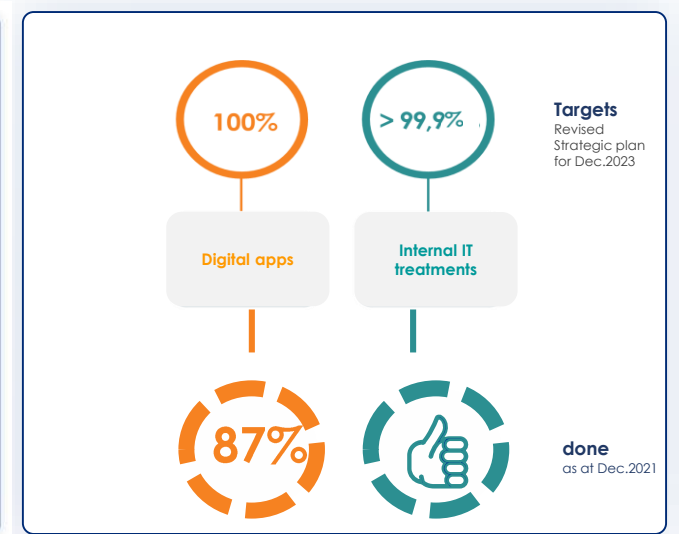 100%
> 99,9%
Targets
Revised
Strategic plan
for Dec.2023
Digital apps
Internal IT
treatments
87%
done
as at Dec.2021